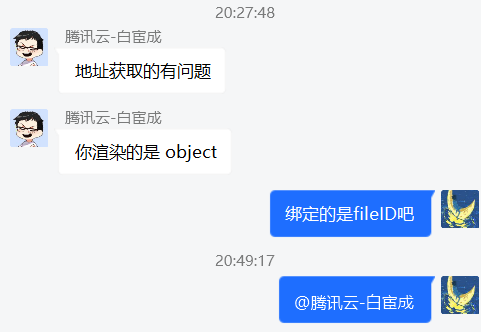 20:27:48
腾讯云-白宦成
地址获取的有问题
腾讯云-白宦成
你渲染的是 object
绑定的是fileID吧
20:49:17
@腾讯云-白宦成